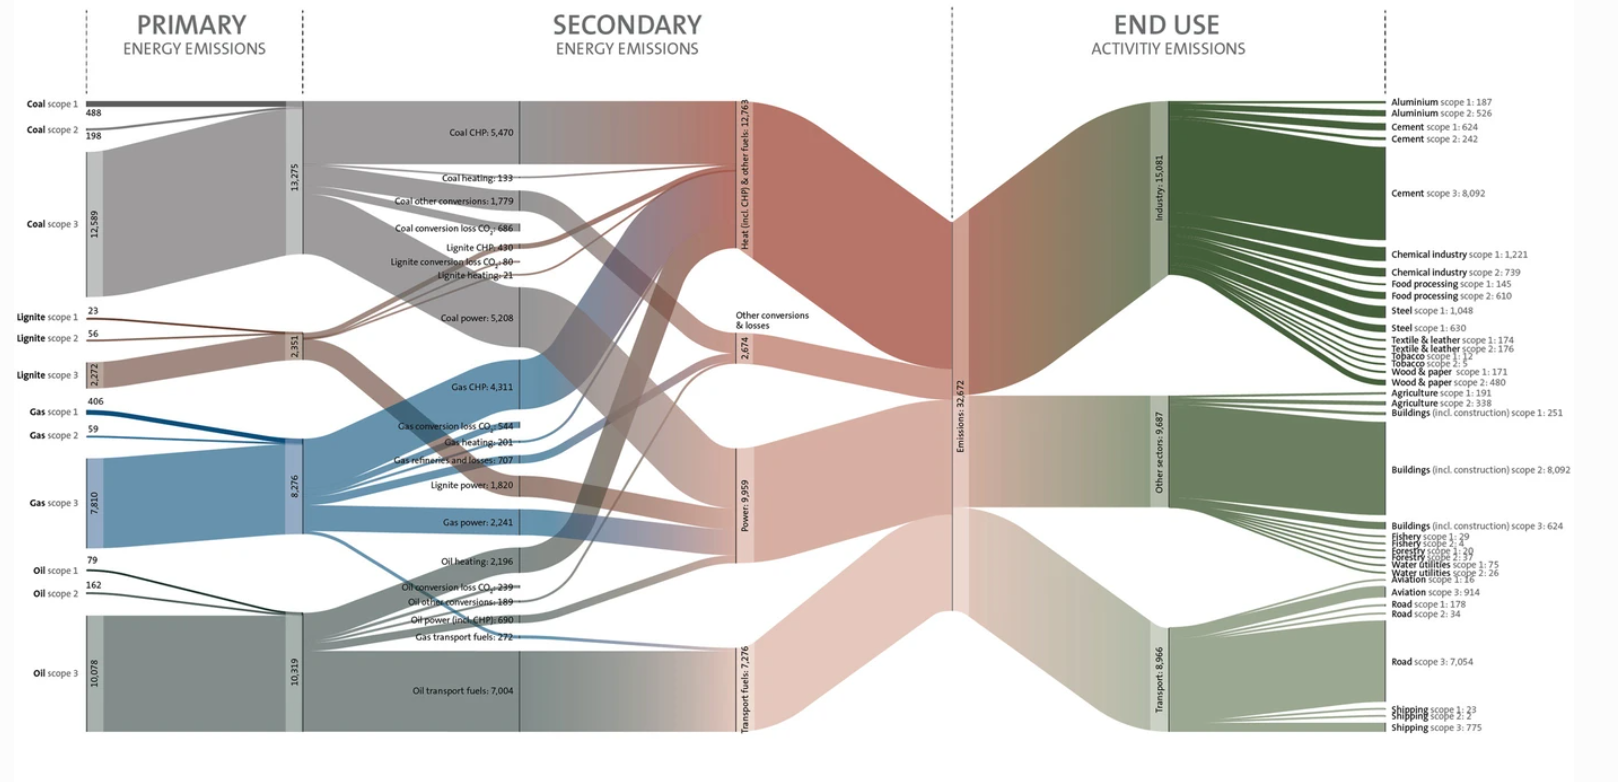 PRIMARY
ENERGY EMISSIONS
SECONDARY
ENERGY EMISSIONS
END USE
ACTIVITIY EMISSIONS
Coal scope 1
488
Coal scope 2
198
Coal scope 3
12,589
Lignite scope 1
23
Lignite scope 2
56
Lignite scope 3
2,272
Gas scope 1
406
Gas scope 2
59
Gas scope 3
7,810
Oil scope 1
79
Oil scope 2
162
Oil scope 3
10,078
13,275
2,351
8,276
10,319
Coal CHP: 5,470
Coal heating: 133
Coal other conversions: 1,779
Coal conversion loss CO2: 686
Lignite CHP: 430
Lignite conversion loss CO2: 80
Lignite heating: 21
Coal power: 5,208
Gas CHP: 4,311
Gas conversion loss CO2: 544
Gas heating: 201
Gas refineries and losses: 707
Lignite power: 1,820
Gas power: 2,241
Oil heating: 2,196
Oil conversion loss CO2: 239
Oil other conversions: 189
Oil power (incl. CHP): 690
Gas transport fuels: 272
Oil transport fuels: 7,004
Heat (incl. CHP) & other fuels: 12,763
Other conversions
& losses
2,674
Power: 9,959
Transport fuels: 7,276
Emissions: 32,672
Industry: 15,081
Other sectors: 9,687
Transport: 8,966
Aluminium scope 1: 187
Aluminium scope 2: 526
Cement scope 1: 624
Cement scope 2: 242
Cement scope 3: 8,092
Chemical industry scope 1: 1,221
Chemical industry scope 2: 739
Food processing scope 1: 145
Food processing scope 2: 610
Steel scope 1: 1,048
Steel scope 1: 630
Textile & leather scope 1: 174
Textile & leather scope 2: 176
Tobacco scope 1: 12
Tobacco scope 2: 5
Wood & paper scope 1: 171
Wood & paper scope 2: 480
Agriculture scope 1: 191
Agriculture scope 2: 338
Buildings (incl. construction) scope 1: 251
Buildings (incl. construction) scope 2: 8,092
Buildings (incl. construction) scope 3: 624
Fishery scope 1: 29
Fishery scope 2: 4
Forestry scope 1: 20
Forestry scope 2: 37
Water utilities scope 1: 75
Water utilities scope 2: 26
Aviation scope 1: 16
Aviation scope 3: 914
Road scope 1: 178
Road scope 2: 34
Road scope 3: 7,054
Shipping scope 1: 23
Shipping scope 2: 2
Shipping scope 3: 775